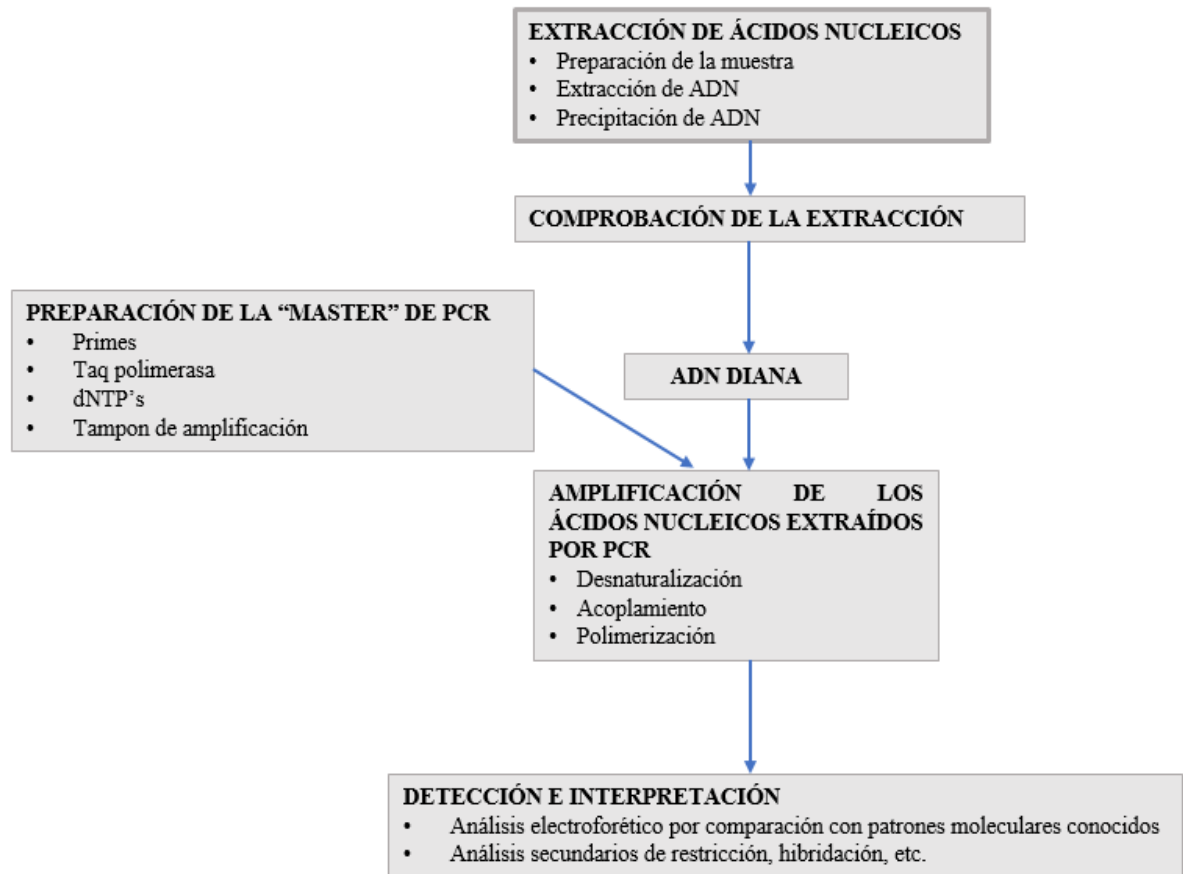 EXTRACCIÓN DE ÁCIDOS NUCLEICOS
• Preparación de la muestra
• Extracción de ADN
• Precipitación de ADN
COMPROBACIÓN DE LA EXTRACCIÓN
PREPARACIÓN DE LA “MASTER” DE PCR
• Primes
• Taq polimerasa
• dNTP’s
• Tampon de amplificación
ADN DIANA
AMPLIFICACIÓN DE LOS
ÁCIDOS NUCLEICOS EXTRAÍDOS
POR PCR
• Desnaturalización
• Acoplamiento
• Polimerización
DETECCIÓN E INTERPRETACIÓN
• Análisis electroforético por comparación con patrones moleculares conocidos
• Análisis secundarios de restricción, hibridación, etc.